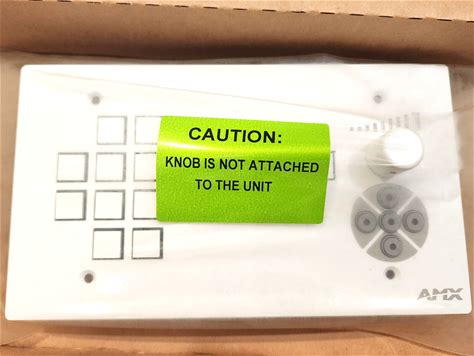 CAUTION:
KNOB IS NOT ATTACHED
TO THE UNIT
AMX